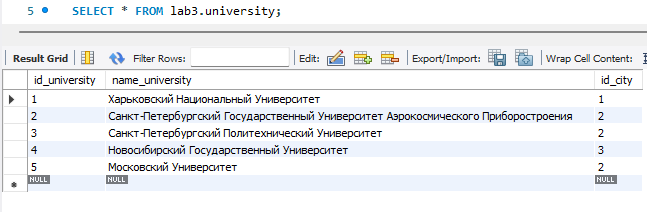 5 SELECT * FROM lab3.university;
Result Grid Filter Rows: Edit: Export/Import: Wrap Cell Content:
id_university name_university id_city
1 Харьковский Национальный Университет 1
2 Санкт-Петербургский Государственный Университет Аэрокосмического Приборостроения 2
3 Санкт-Петербургский Политехнический Университет 2
4 Новосибирский Государственный Университет 3
5 Московский Университет 2
NULL NULL NULL